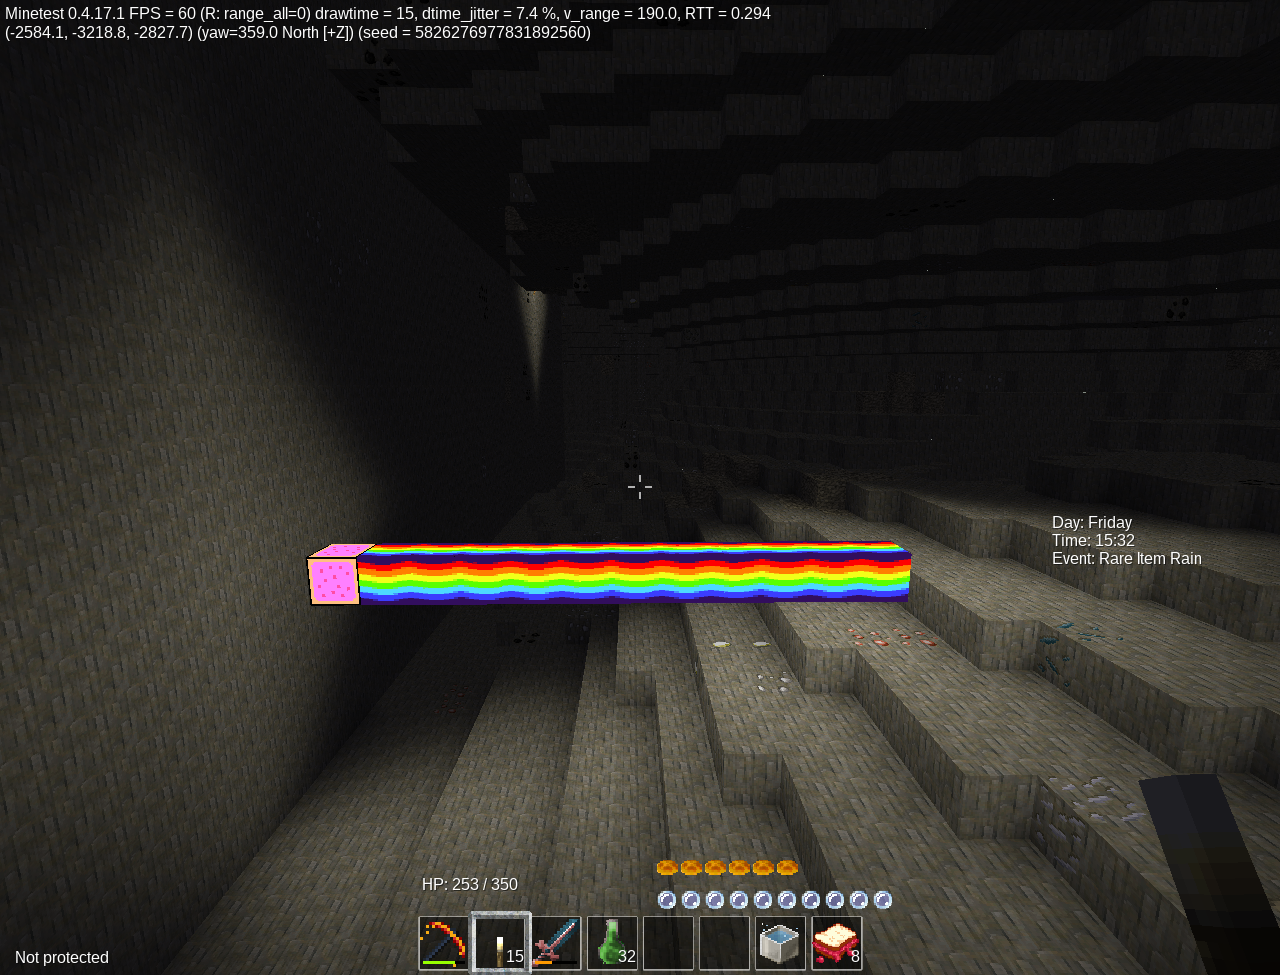 Minetest 0.4.17.1 FPS = 60 (R: range_all=0) drawtime = 15, dtime_jitter = 7.4 %, v_range = 190.0, RTT = 0.294
(-2584.1, -3218.8, -2827.7) (yaw=359.0 North [+Z]) (seed = 5826276977831892560)
Day: Friday
Time: 15:32
Event: Rare Item Rain
HP: 253 / 350
15
32
8
Not protected